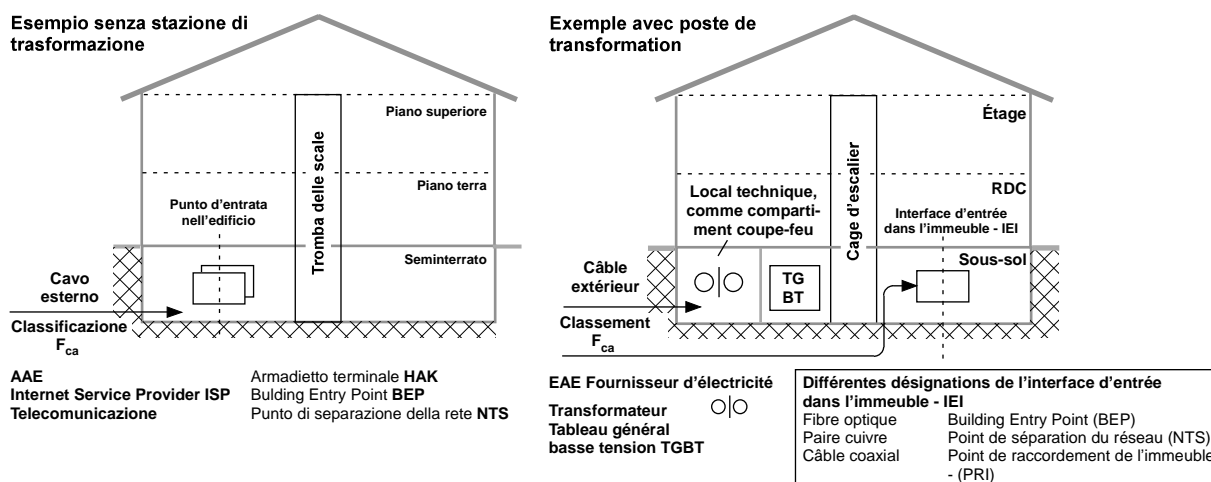 Esempio senza stazione di
trasformazione
Piano superiore
Tromba delle scale
Piano terra
Punto d'entrata
nell'edificio
Seminterrato
Cavo
esterno
Classificazione
Fca
AAE Armadietto terminale HAK
Internet Service Provider ISP Bulding Entry Point BEP
Telecomunicazione Punto di separazione della rete NTS
Exemple avec poste de
transformation
Étage
Cage d'escalier
RDC
Local technique,
comme comparti-
ment coupe-feu
Interface d'entrée
dans l'immeuble - IEI
Sous-sol
Câble
extérieur
TG
BT
Classement
Fca
EAE Fournisseur d'électricité
Transformateur
Tableau général
basse tension TGBT
Différentes désignations de l'interface d'entrée
dans l'immeuble - IEI
Fibre optique Building Entry Point (BEP)
Paire cuivre Point de séparation du réseau (NTS)
Câble coaxial Point de raccordement de l'immeuble
- (PRI)